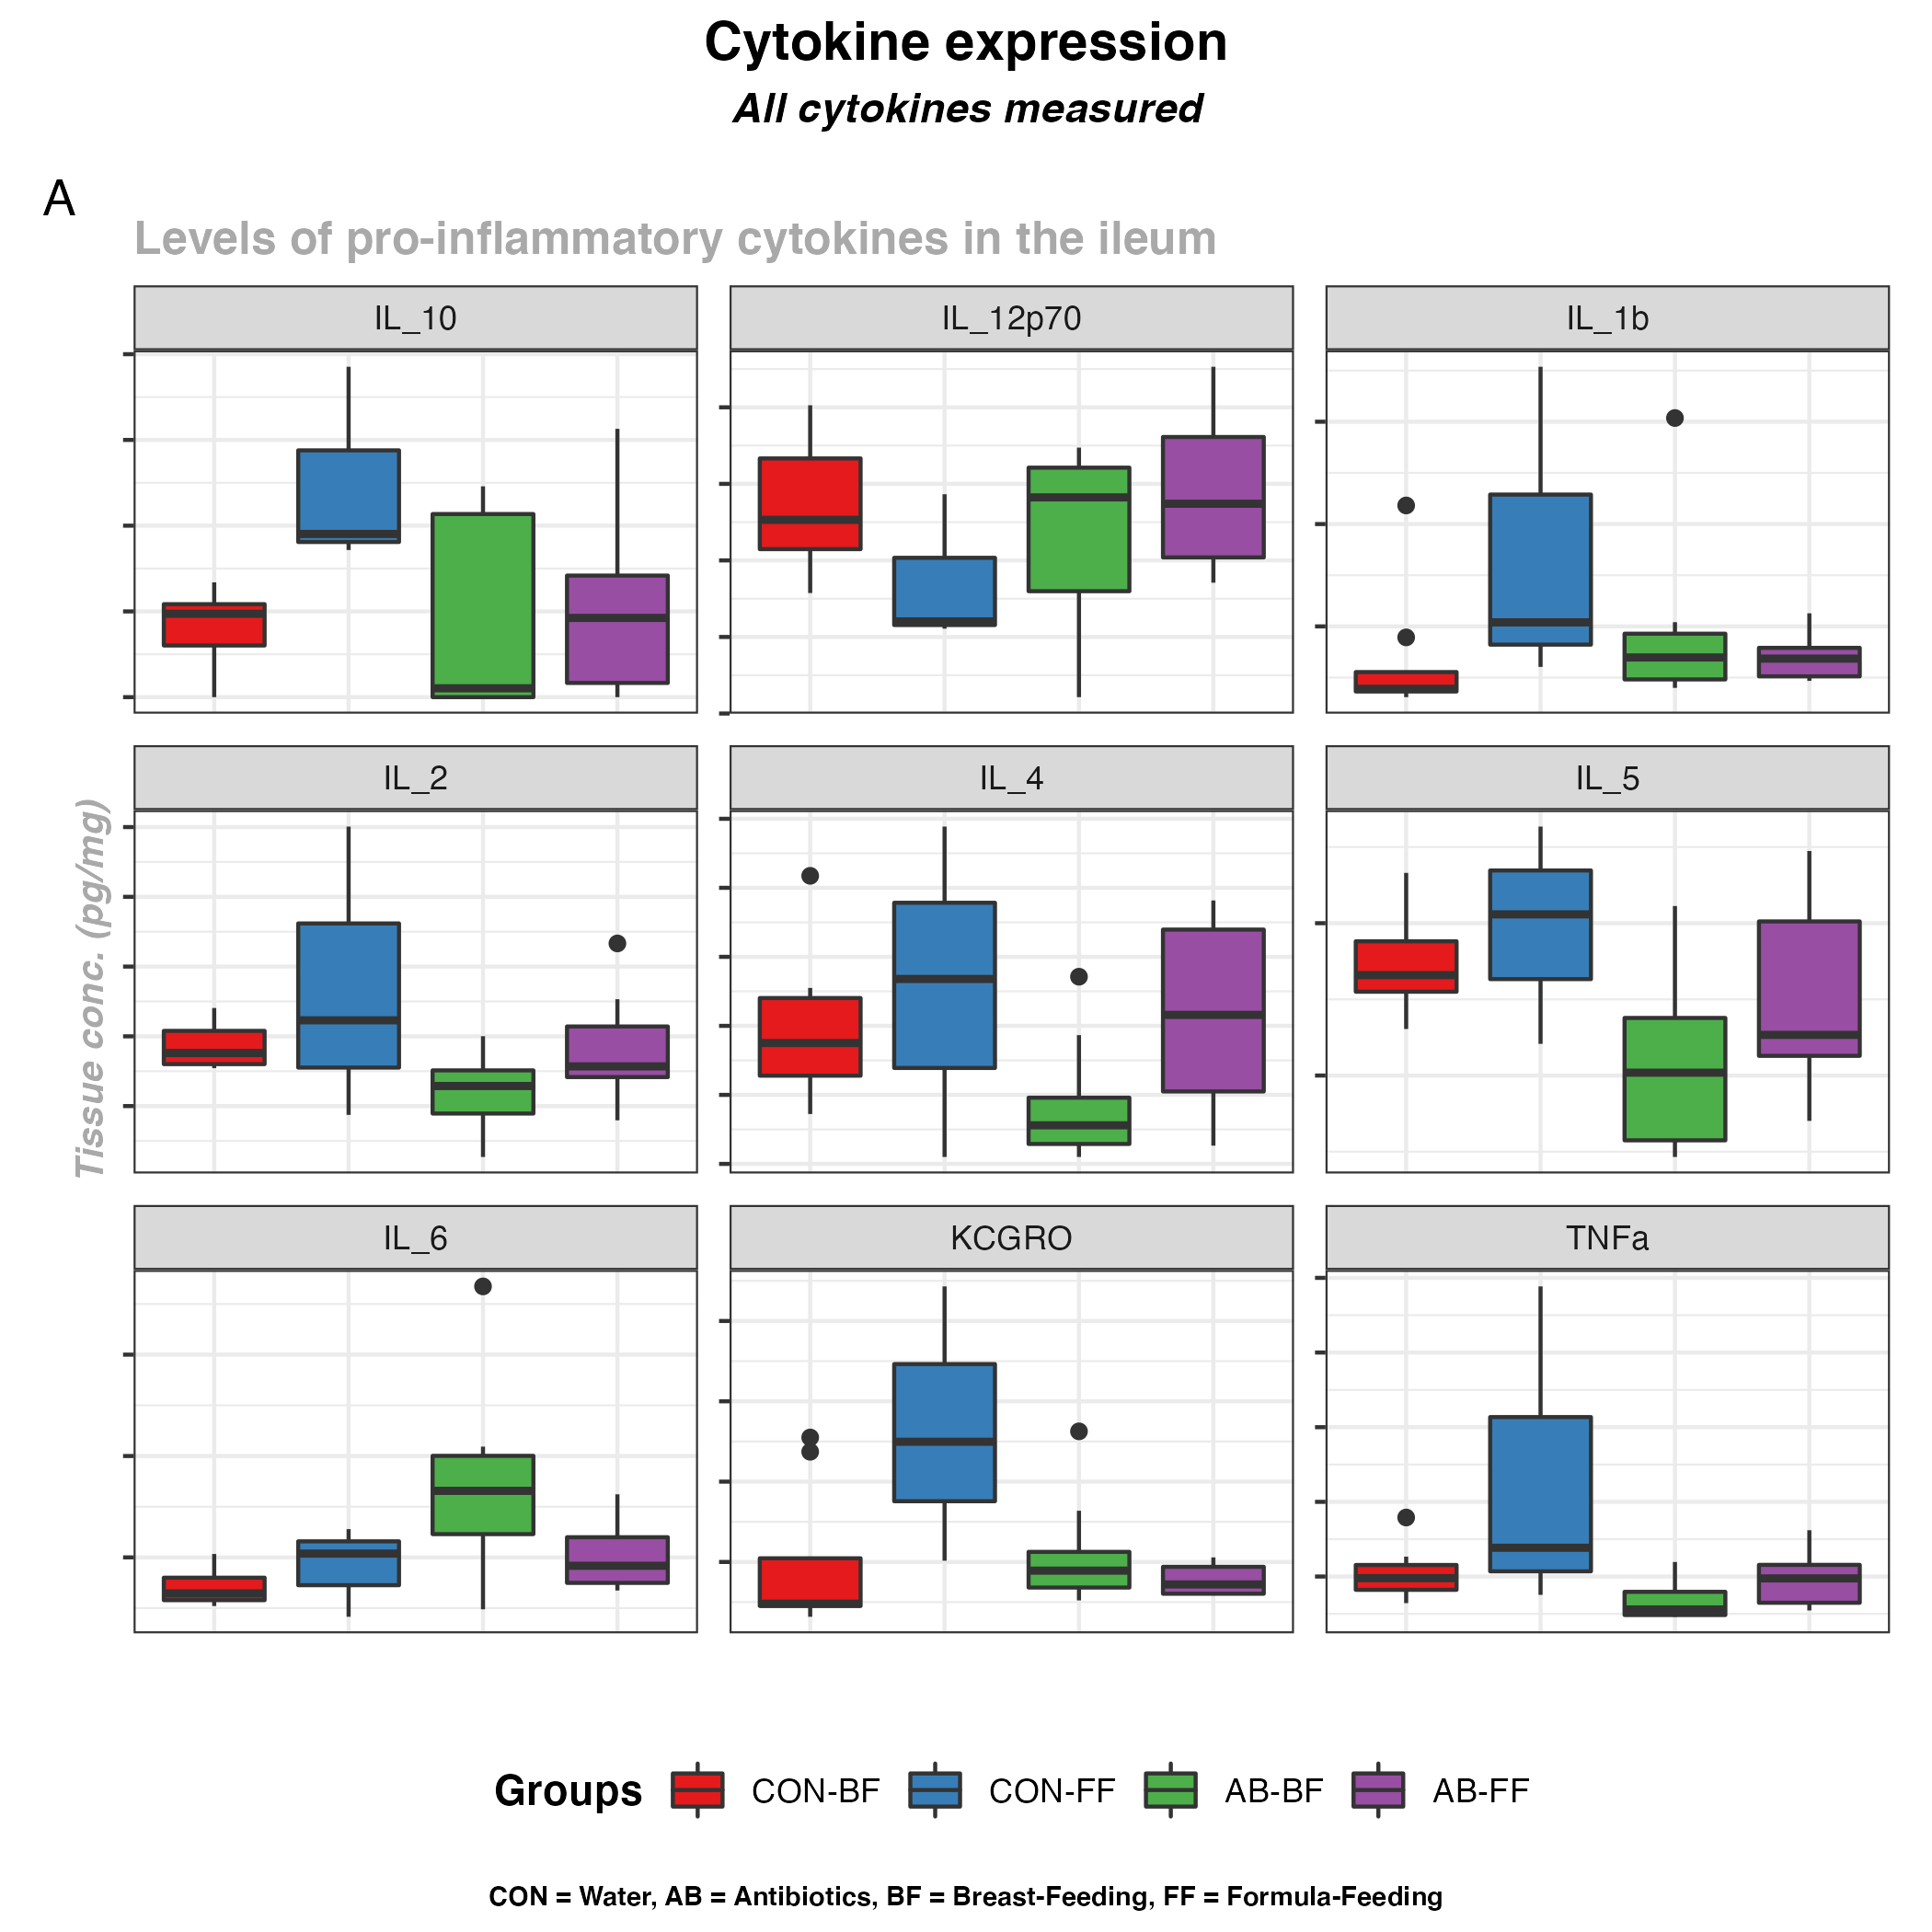 Cytokine expression
All cytokines measured
A
Levels of pro-inflammatory cytokines in the ileum
IL_10
IL_12p70
IL_1b
IL_2
IL_4
IL_5
Tissue conc. (pg/mg)
IL_6
KCGRO
TNFa
Groups CON-BF CON-FF AB-BF AB-FF
CON = Water, AB = Antibiotics, BF = Breast-Feeding, FF = Formula-Feeding